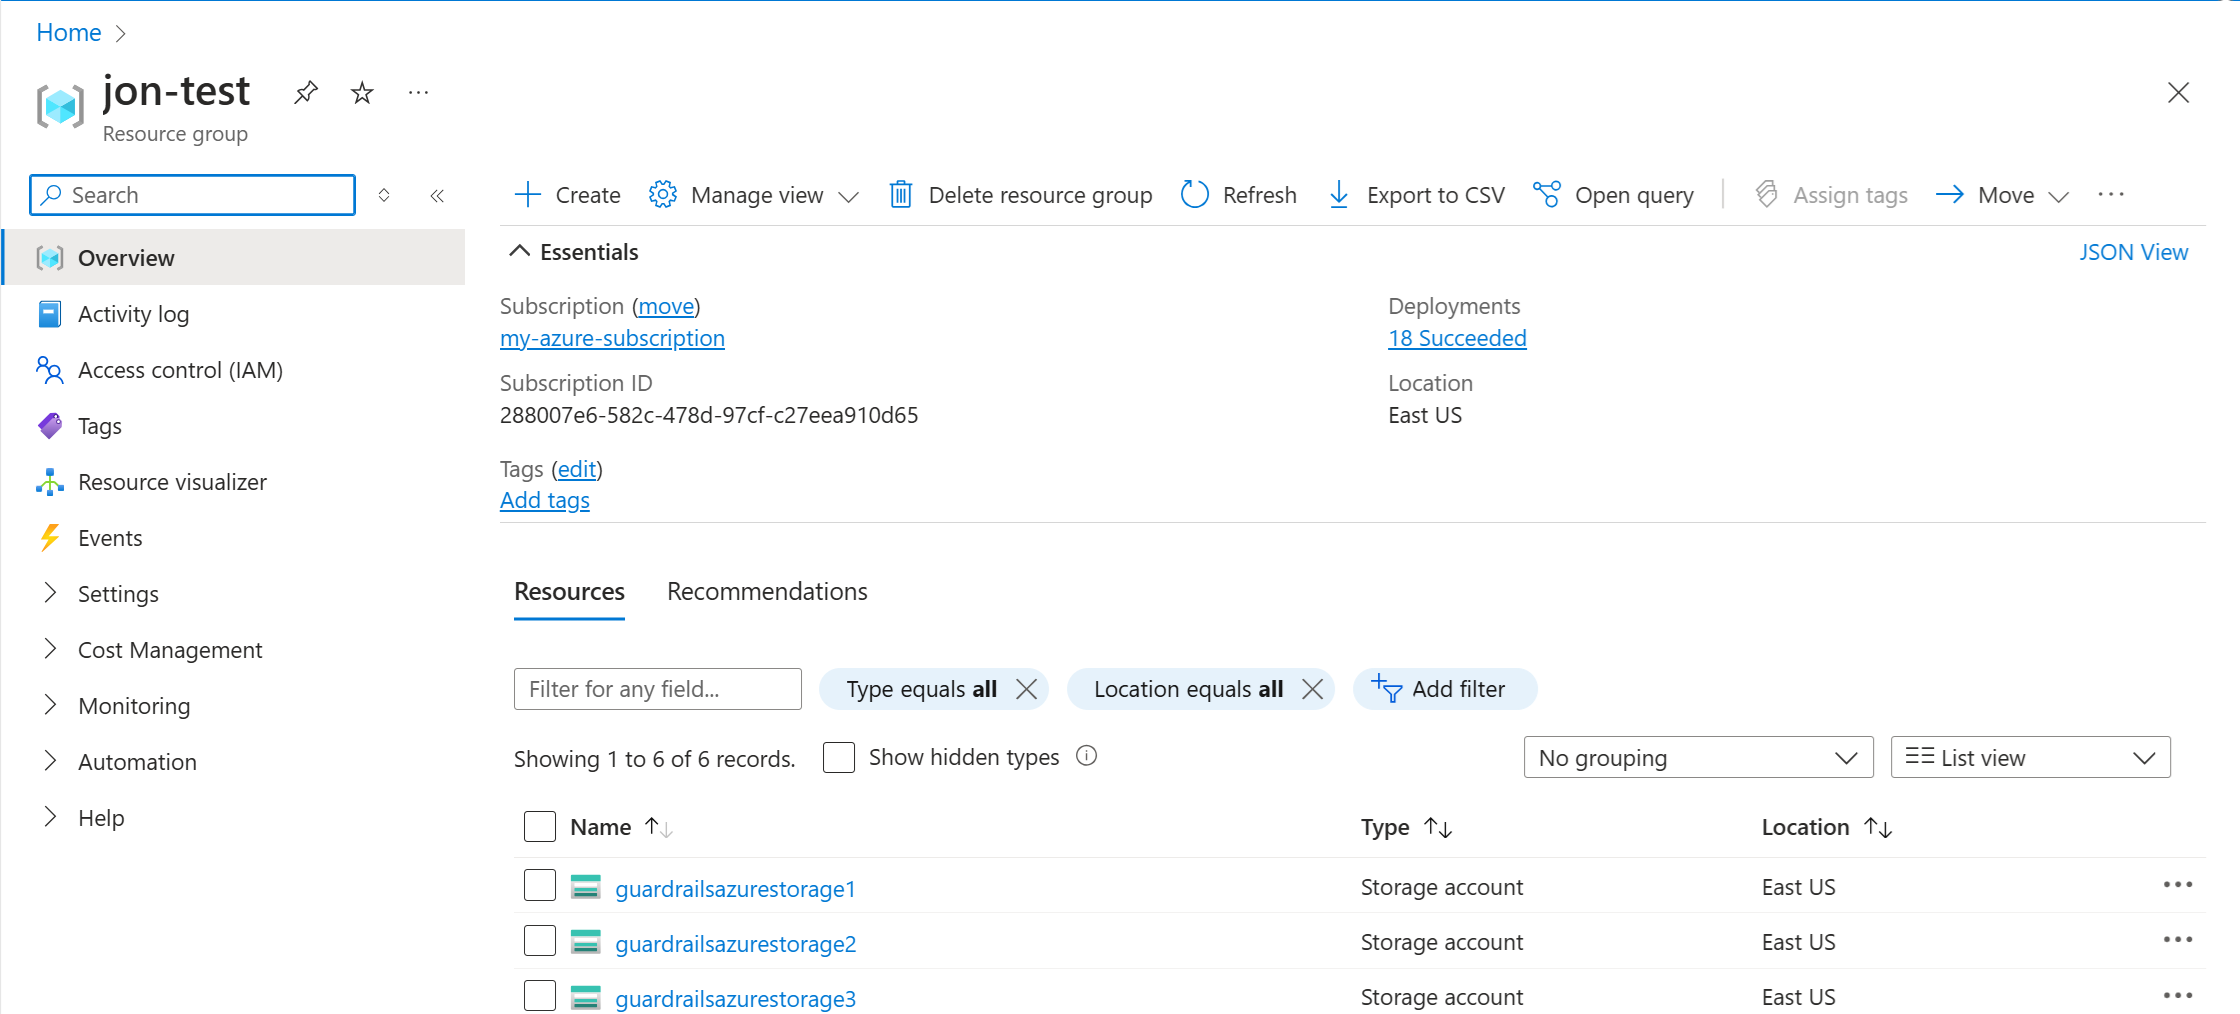 Home
jon-test
Resource group
Search
Create Manage view Delete resource group Refresh Export to CSV Open query Assign tags Move
Overview
Activity log
Access control (IAM)
Tags
Resource visualizer
Events
Settings
Cost Management
Monitoring
Automation
Help
Essentials JSON View
Subscription (move)
my-azure-subscription
Deployments
18 Succeeded
Subscription ID
288007e6-582c-478d-97cf-c27eea910d65
Location
East US
Tags (edit)
Add tags
Resources Recommendations
Filter for any field... Type equals all Location equals all Add filter
Showing 1 to 6 of 6 records. Show hidden types No grouping List view
Name Type Location
guardrailsazurestorage1 Storage account East US
guardrailsazurestorage2 Storage account East US
guardrailsazurestorage3 Storage account East US